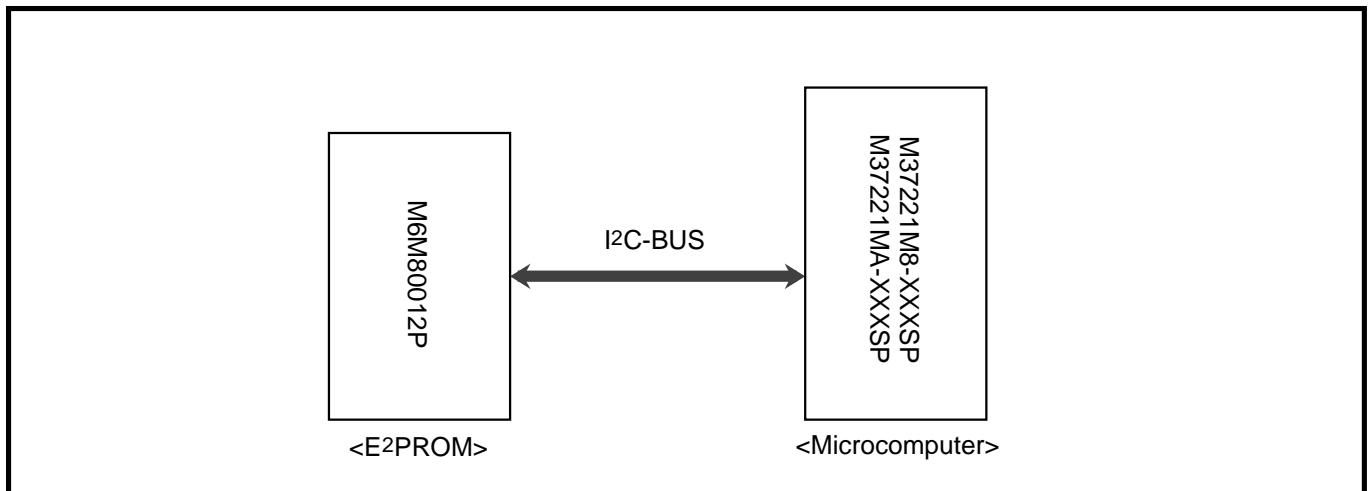 M6M80012P
I2C-BUS
M37221M8-XXXSP
M37221MA-XXXSP
<E2PROM>
<Microcomputer>